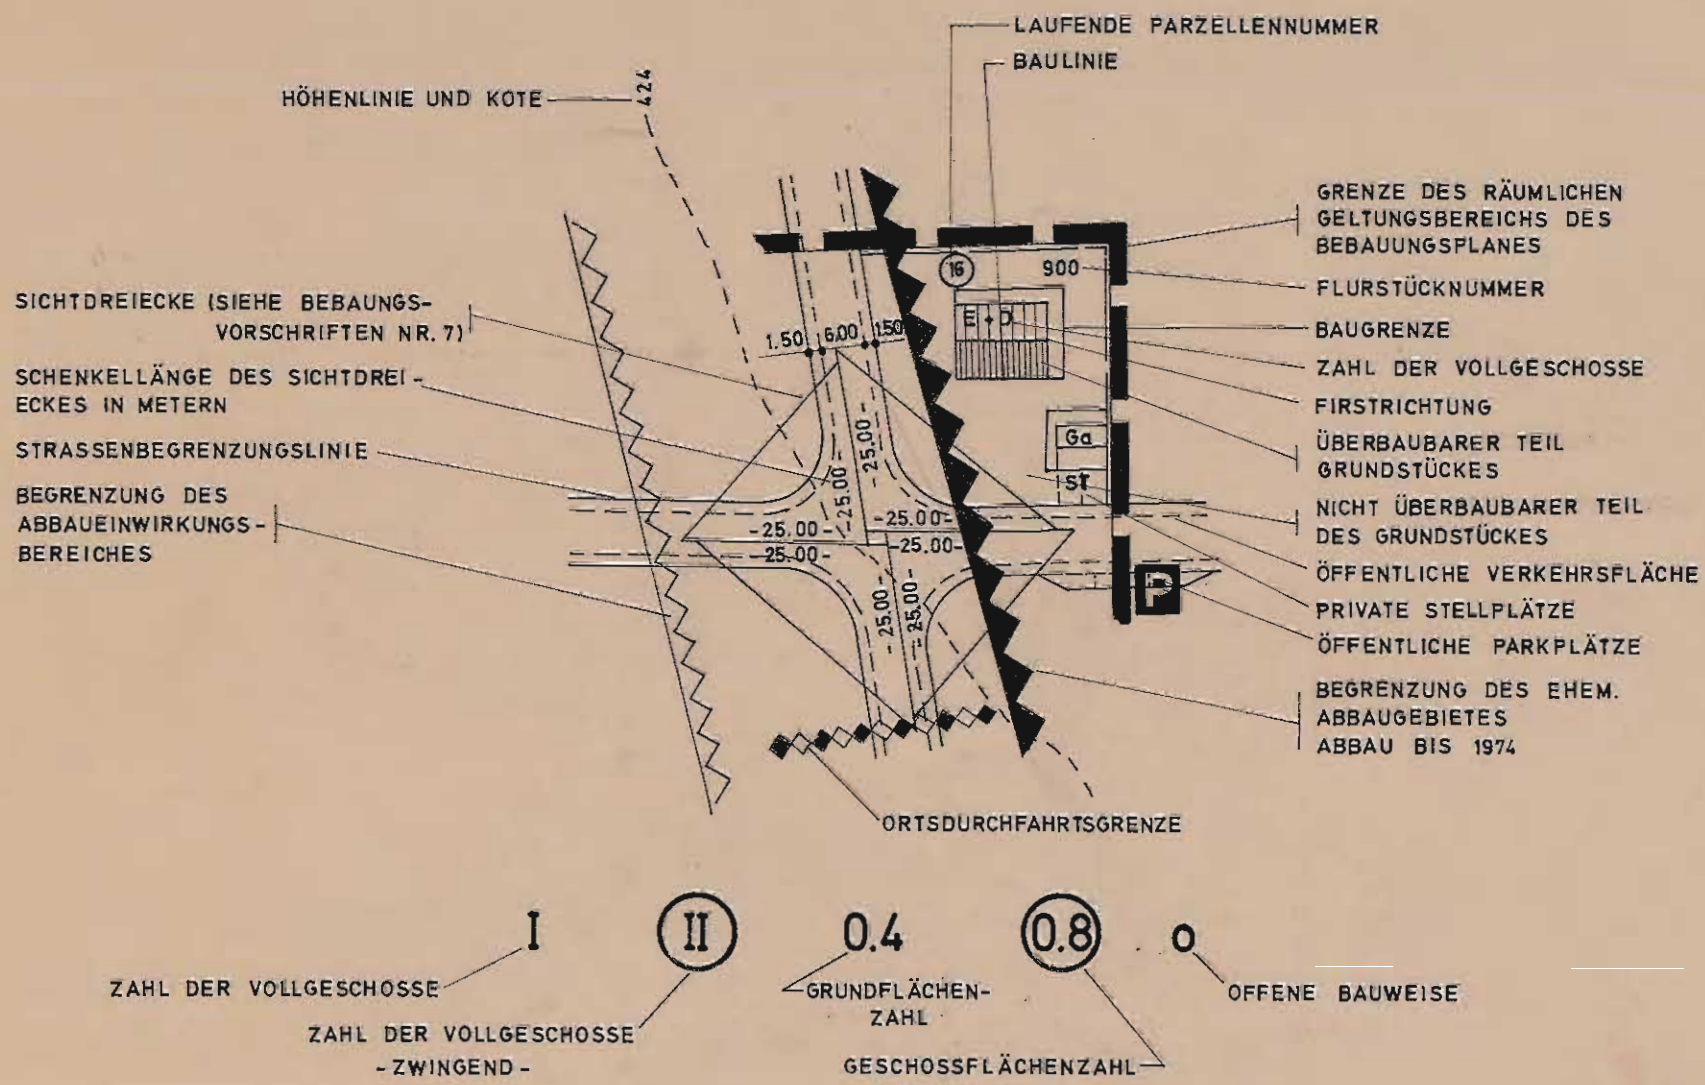 LAUFENDE PARZELLENNUMMER
BAULINIE
HÖHENLINIE UND KOTE
424
GRENZE DES RÄUMLICHEN
GELTUNGSBEREICHS DES
BEBAUUNGSPLANES
FLURSTÜCKNUMMER
BAUGRENZE
ZAHL DER VOLLGESCHOSSE
FIRSTRICHTUNG
ÜBERBAUBARER TEIL
GRUNDSTÜCKES
NICHT ÜBERBAUBARER TEIL
DES GRUNDSTÜCKES
ÖFFENTLICHE VERKEHRSFLÄCHE
PRIVATE STELLPLÄTZE
ÖFFENTLICHE PARKPLÄTZE
BEGRENZUNG DES EHEM.
ABBAUGEBIETES
ABBAU BIS 1974
SICHTDREIECKE (SIEHE BEBAUNGS-
VORSCHRIFTEN NR. 7)
SCHENKELLÄNGE DES SICHTDREI-
ECKES IN METERN
STRASSENBEGRENZUNGSLINIE
BEGRENZUNG DES
ABBAUEINWIRKUNGS-
BEREICHES
16
900
E + D
1.50 6.00 1.50
Ga
St
-25.00-
-25.00-
-25.00-
-25.00-
-25.00-
-25.00-
-25.00-
-25.00-
P
ORTSDURCHFAHRTSGRENZE
I
II
0.4
0.8
o
ZAHL DER VOLLGESCHOSSE
ZAHL DER VOLLGESCHOSSE
-ZWINGEND-
GRUNDFLÄCHEN-
ZAHL
GESCHOSSFLÄCHENZAHL
OFFENE BAUWEISE